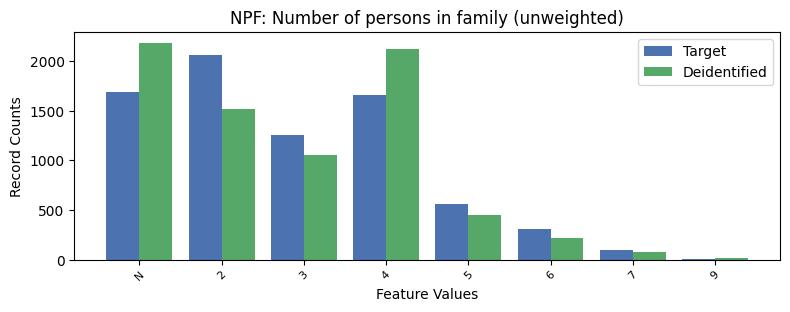 NPF: Number of persons in family (unweighted)
Target
Deidentified
Record Counts
2000
1500
1000
500
0
N 2 3 4 5 6 7 9
Feature Values